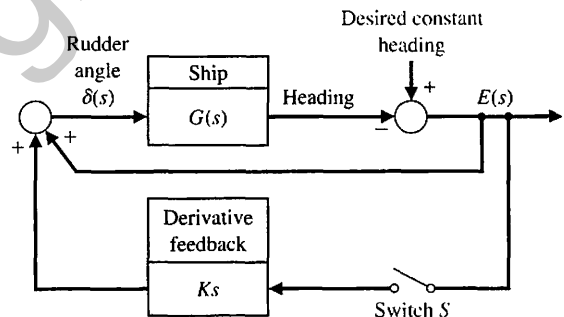 Desired constant
heading
Rudder
angle
δ(s)
Ship
G(s)
Heading
E(s)
+
−
+
+
Derivative
feedback
Ks
Switch S